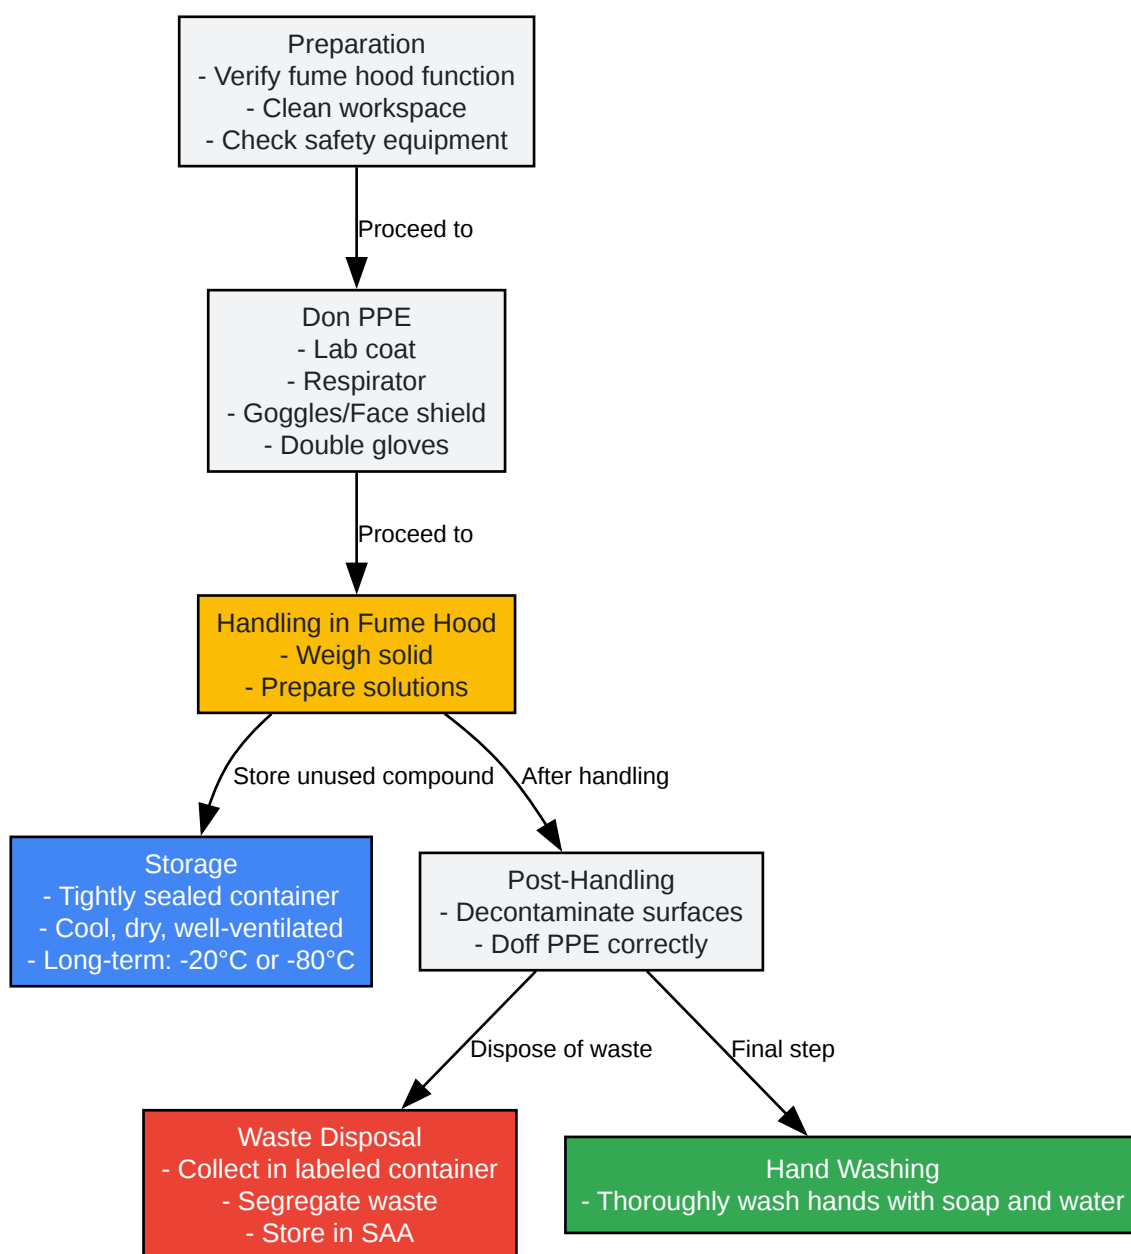 Preparation
- Verify fume hood function
- Clean workspace
- Check safety equipment
Proceed to
Don PPE
- Lab coat
- Respirator
- Goggles/Face shield
- Double gloves
Proceed to
Handling in Fume Hood
- Weigh solid
- Prepare solutions
Store unused compound
After handling
Storage
- Tightly sealed container
- Cool, dry, well-ventilated
- Long-term: -20°C or -80°C
Post-Handling
- Decontaminate surfaces
- Doff PPE correctly
Dispose of waste
Final step
Waste Disposal
- Collect in labeled container
- Segregate waste
- Store in SAA
Hand Washing
- Thoroughly wash hands with soap and water